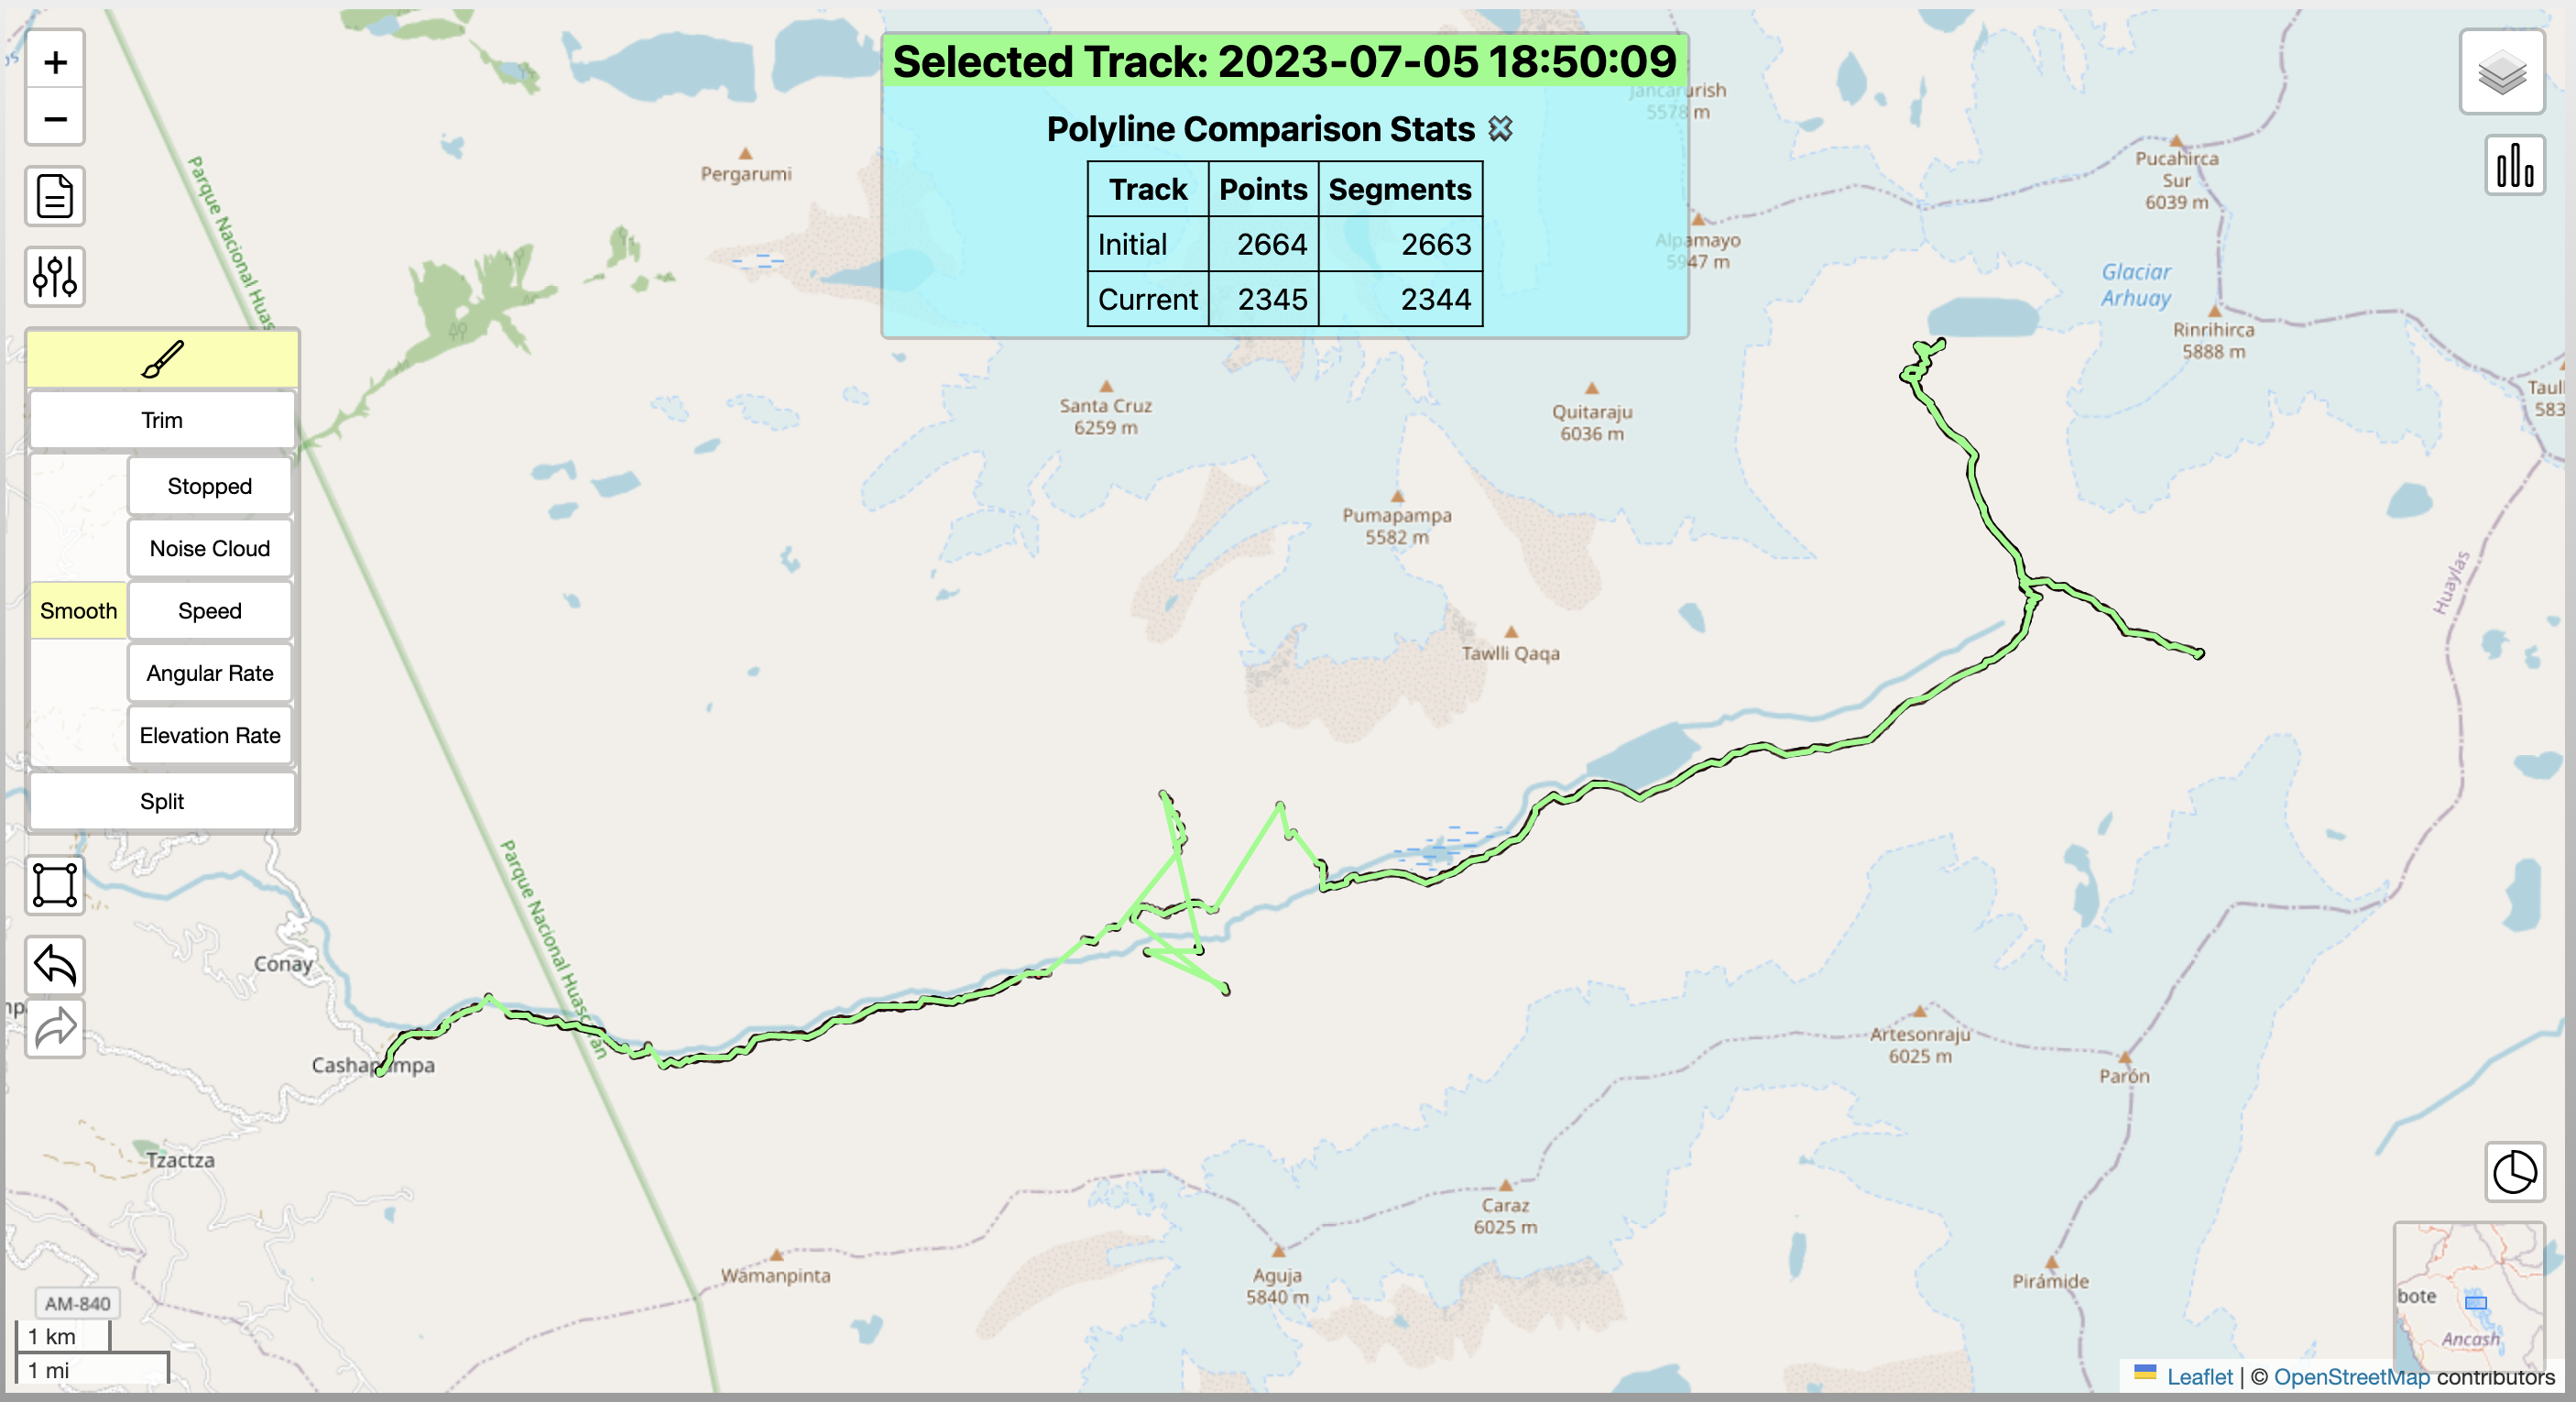 Selected Track: 2023-07-05 18:50:09
Polyline Comparison Stats
Track Points Segments
Initial 2664 2663
Current 2345 2344
+
−
Trim
Stopped
Noise Cloud
Smooth Speed
Angular Rate
Elevation Rate
Split
Parque Nacional Huas
Pergarumi
Jancarurish
5578 m
Alpamayo
5947 m
Pucahirca
Sur
6039 m
Glaciar
Arhuay
Rinrihirca
5888 m
Taull
583
Santa Cruz
6259 m
Quitaraju
6036 m
Pumapampa
5582 m
Tawlli Qaqa
Huaylas
Parque Nacional Huascarán
Conay
Cashapampa
Tzactza
Artesonraju
6025 m
Parón
Caraz
6025 m
Wamanpinta
Aguja
5840 m
Pirámide
AM-840
1 km
1 mi
bote
Ancash
Leaflet | © OpenStreetMap contributors